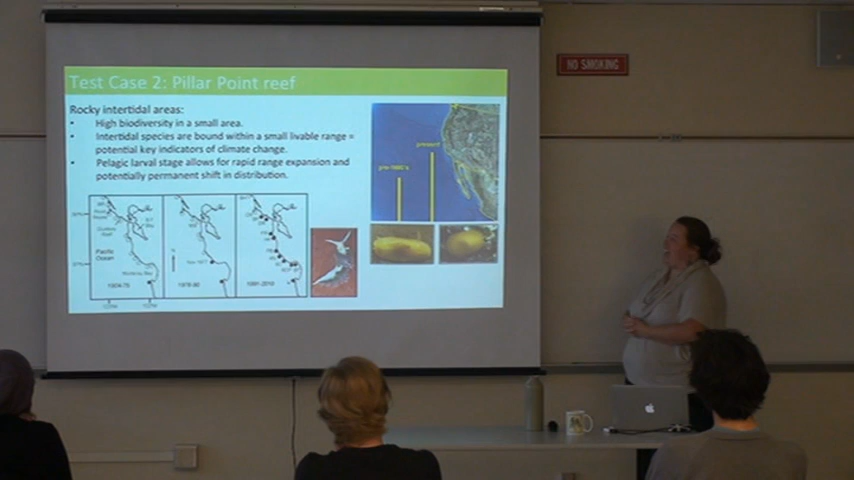 Test Case 2: Pillar Point reef
NO SMOKING
Rocky intertidal areas:
• High biodiversity in a small area.
• Intertidal species are bound within a small livable range =
potential key indicators of climate change.
• Pelagic larval stage allows for rapid range expansion and
potentially permanent shift in distribution.
present
Pacific
Ocean
Monterey Bay